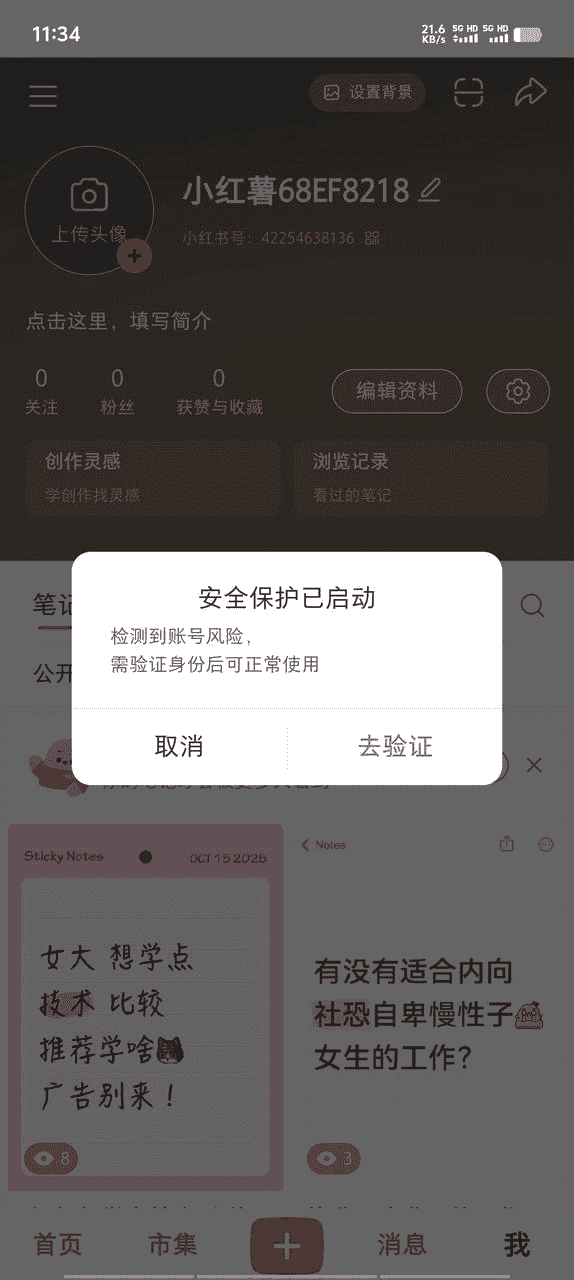 11:34
21.6 KB/s 5G HD 5G HD
设置背景
上传头像
小红薯68EF8218
小红书号：42254638136
点击这里，填写简介
0 关注
0 粉丝
0 获赞与收藏
编辑资料
创作灵感
学创作找灵感
浏览记录
看过的笔记
笔记
公开
安全保护已启动
检测到账号风险，
需验证身份后可正常使用
取消
去验证
Sticky Notes
OCT 15 2025
女大 想学点
技术 比较
推荐学啥
广告别来！
8
Notes
有没有适合内向
社恐自卑慢性子
女生的工作？
3
首页
市集
消息
我